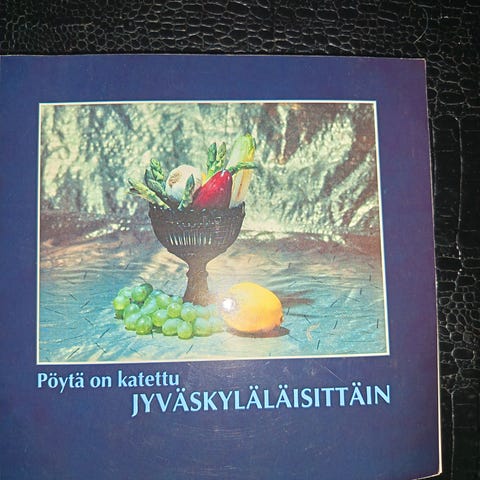 Pöytä on katettu
JYVÄSKYLÄLÄISITTÄIN